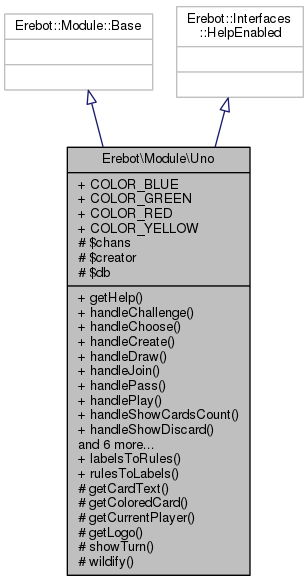 Erebot::Module::Base
Erebot::Interfaces
::HelpEnabled
Erebot\Module\Uno
+ COLOR_BLUE
+ COLOR_GREEN
+ COLOR_RED
+ COLOR_YELLOW
# $chans
# $creator
# $db
+ getHelp()
+ handleChallenge()
+ handleChoose()
+ handleCreate()
+ handleDraw()
+ handleJoin()
+ handlePass()
+ handlePlay()
+ handleShowCardsCount()
+ handleShowDiscard()
and 6 more...
+ labelsToRules()
+ rulesToLabels()
# getCardText()
# getColoredCard()
# getCurrentPlayer()
# getLogo()
# showTurn()
# wildify()